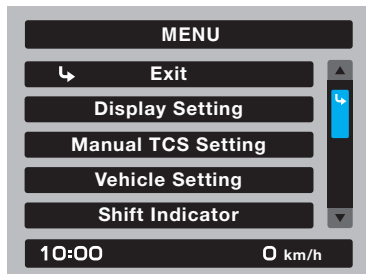 MENU
Exit
Display Setting
Manual TCS Setting
Vehicle Setting
Shift Indicator
10:00 0 km/h